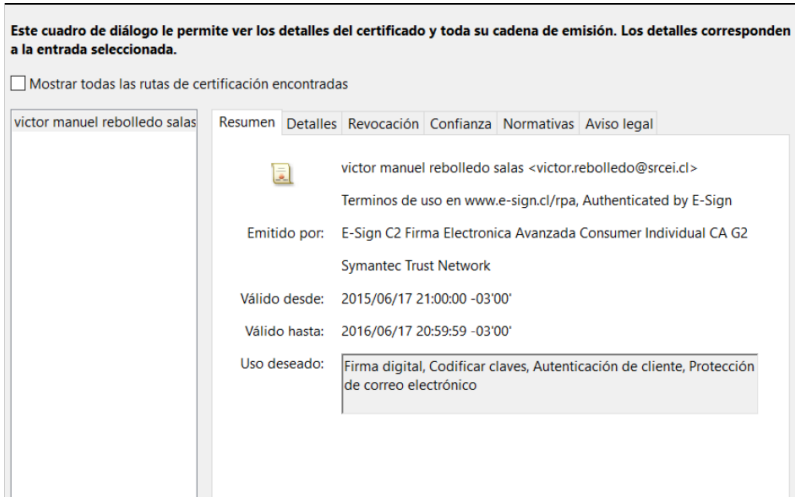 Este cuadro de diálogo le permite ver los detalles del certificado y toda su cadena de emisión. Los detalles corresponden
a la entrada seleccionada.
Mostrar todas las rutas de certificación encontradas
victor manuel rebolledo salas
Resumen Detalles Revocación Confianza Normativas Aviso legal
victor manuel rebolledo salas <victor.rebolledo@srcei.cl>
Terminos de uso en www.e-sign.cl/rpa, Authenticated by E-Sign
Emitido por: E-Sign C2 Firma Electronica Avanzada Consumer Individual CA G2
Symantec Trust Network
Válido desde: 2015/06/17 21:00:00 -03'00'
Válido hasta: 2016/06/17 20:59:59 -03'00'
Uso deseado: Firma digital, Codificar claves, Autenticación de cliente, Protección
de correo electrónico